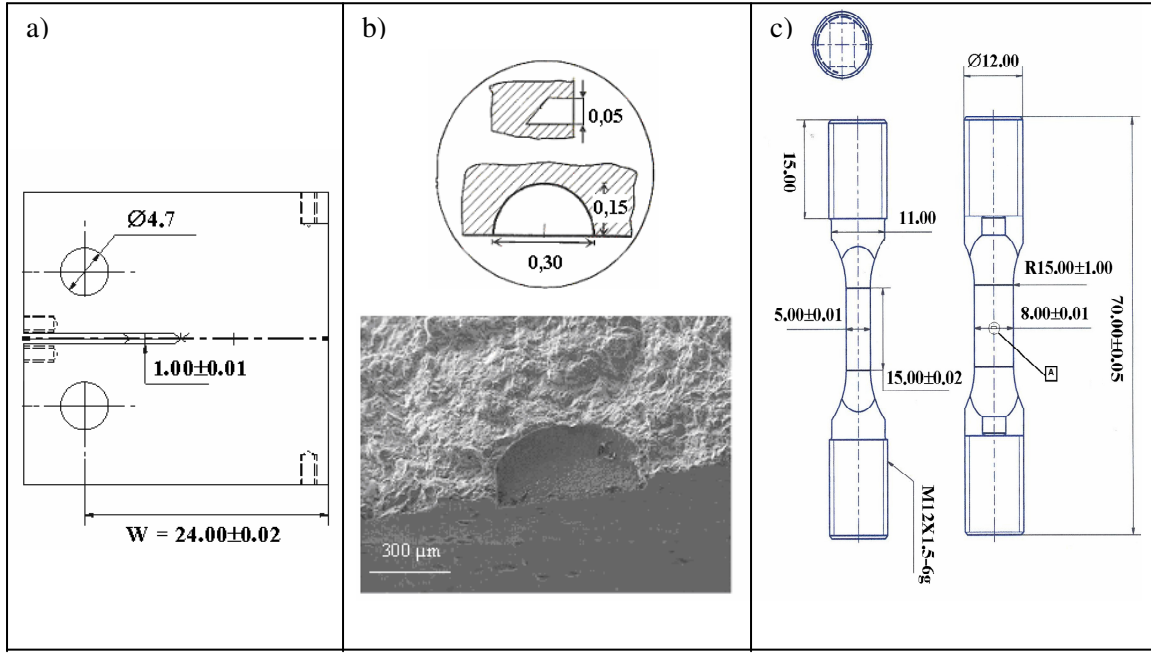 a)
Ø4.7
1.00±0.01
W = 24.00±0.02
b)
0,05
0,15
0,30
300 µm
c)
Ø12.00
15.00
11.00
R15.00±1.00
5.00±0.01
8.00±0.01
70.00±0.05
A
15.00±0.02
M12X1.5-6g